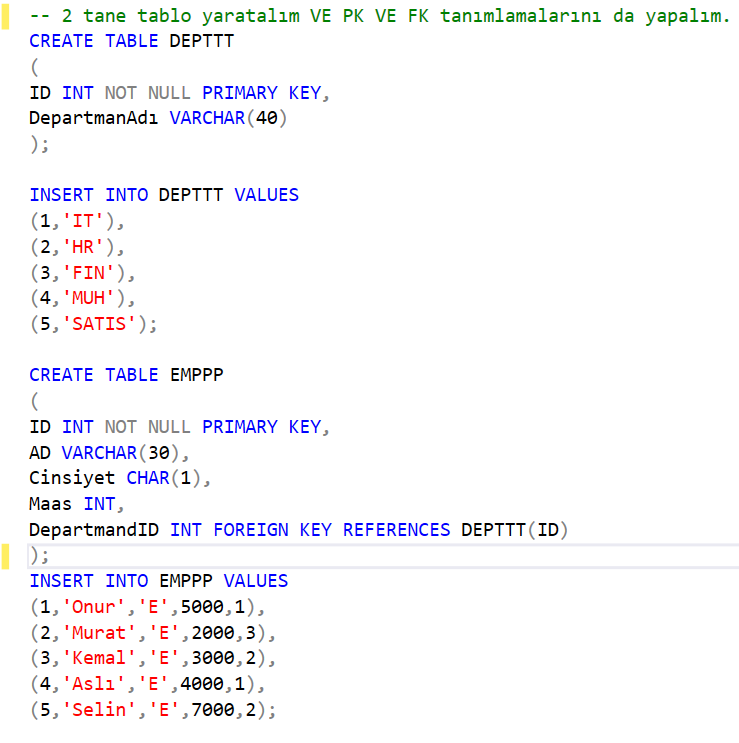 -- 2 tane tablo yaratalım VE PK VE FK tanımlamalarını da yapalım.
CREATE TABLE DEPTTT
(
ID INT NOT NULL PRIMARY KEY,
DepartmanAdı VARCHAR(40)
);
INSERT INTO DEPTTT VALUES
(1,'IT'),
(2,'HR'),
(3,'FIN'),
(4,'MUH'),
(5,'SATIS');
CREATE TABLE EMPPP
(
ID INT NOT NULL PRIMARY KEY,
AD VARCHAR(30),
Cinsiyet CHAR(1),
Maas INT,
DepartmandID INT FOREIGN KEY REFERENCES DEPTTT(ID)
);
INSERT INTO EMPPP VALUES
(1,'Onur','E',5000,1),
(2,'Murat','E',2000,3),
(3,'Kemal','E',3000,2),
(4,'Aslı','E',4000,1),
(5,'Selin','E',7000,2);